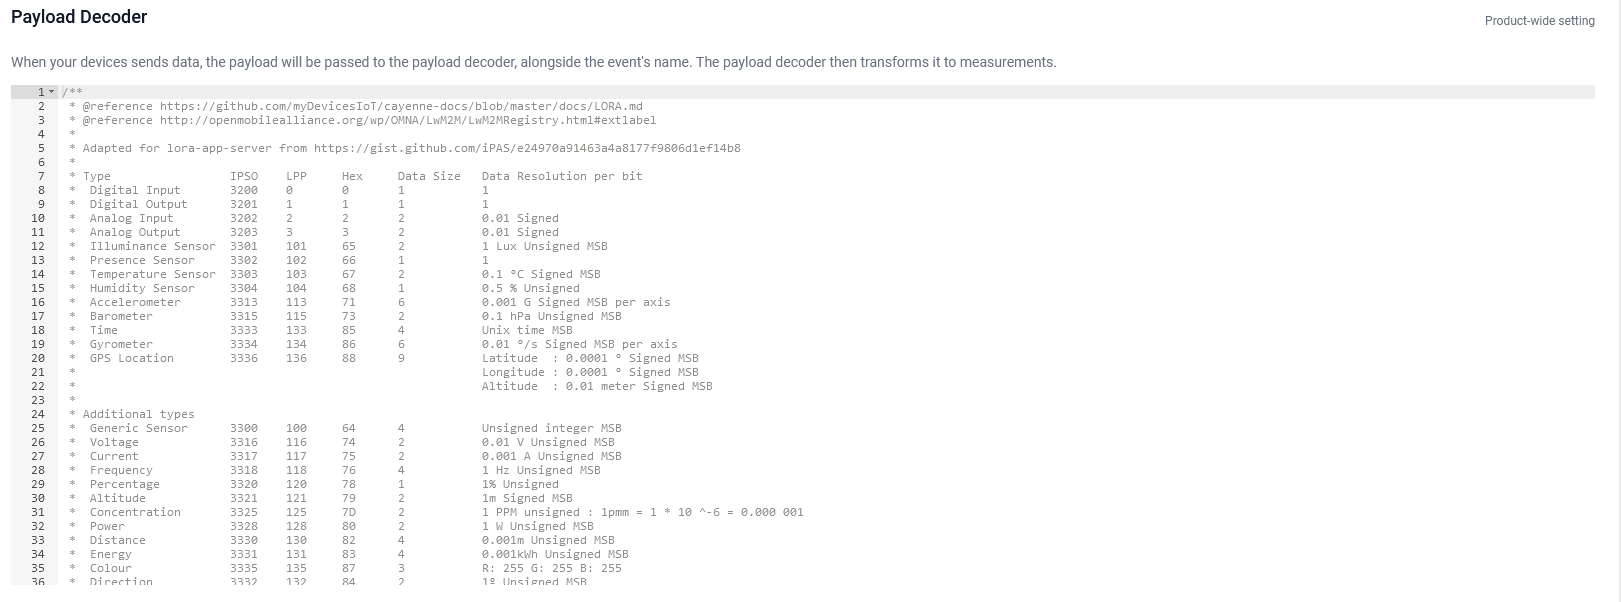 Payload Decoder
Product-wide setting
When your devices sends data, the payload will be passed to the payload decoder, alongside the event's name. The payload decoder then transforms it to measurements.
1 /**
2 * @reference https://github.com/myDevicesIoT/cayenne-docs/blob/master/docs/LORA.md
3 * @reference http://openmobilealliance.org/wp/OMNA/LwM2M/LwM2MRegistry.html#extlabel
4 *
5 * Adapted for lora-app-server from https://gist.github.com/iPAS/e24970a91463a4a8177f9806d1ef14b8
6 *
7 * Type IPSO LPP Hex Data Size Data Resolution per bit
8 * Digital Input 3200 0 0 1 1
9 * Digital Output 3201 1 1 1 1
10 * Analog Input 3202 2 2 2 0.01 Signed
11 * Analog Output 3203 3 3 2 0.01 Signed
12 * Illuminance Sensor 3301 101 65 2 1 Lux Unsigned MSB
13 * Presence Sensor 3302 102 66 1 1
14 * Temperature Sensor 3303 103 67 2 0.1 °C Signed MSB
15 * Humidity Sensor 3304 104 68 1 0.5 % Unsigned
16 * Accelerometer 3313 113 71 6 0.001 G Signed MSB per axis
17 * Barometer 3315 115 73 2 0.1 hPa Unsigned MSB
18 * Time 3333 133 85 4 Unix time MSB
19 * Gyrometer 3334 134 86 6 0.01 °/s Signed MSB per axis
20 * GPS Location 3336 136 88 9 Latitude : 0.0001 ° Signed MSB
21 * Longitude : 0.0001 ° Signed MSB
22 * Altitude : 0.01 meter Signed MSB
23 *
24 * Additional types
25 * Generic Sensor 3300 100 64 4 Unsigned integer MSB
26 * Voltage 3316 116 74 2 0.01 V Unsigned MSB
27 * Current 3317 117 75 2 0.001 A Unsigned MSB
28 * Frequency 3318 118 76 4 1 Hz Unsigned MSB
29 * Percentage 3320 120 78 1 1% Unsigned
30 * Altitude 3321 121 79 2 1m Signed MSB
31 * Concentration 3325 125 7D 2 1 PPM unsigned : 1pmm = 1 * 10 ^-6 = 0.000 001
32 * Power 3328 128 80 2 1 W Unsigned MSB
33 * Distance 3330 130 82 4 0.001m Unsigned MSB
34 * Energy 3331 131 83 4 0.001kWh Unsigned MSB
35 * Colour 3335 135 87 3 R: 255 G: 255 B: 255
36 * Direction 3332 132 84 2 1º Unsigned MSB